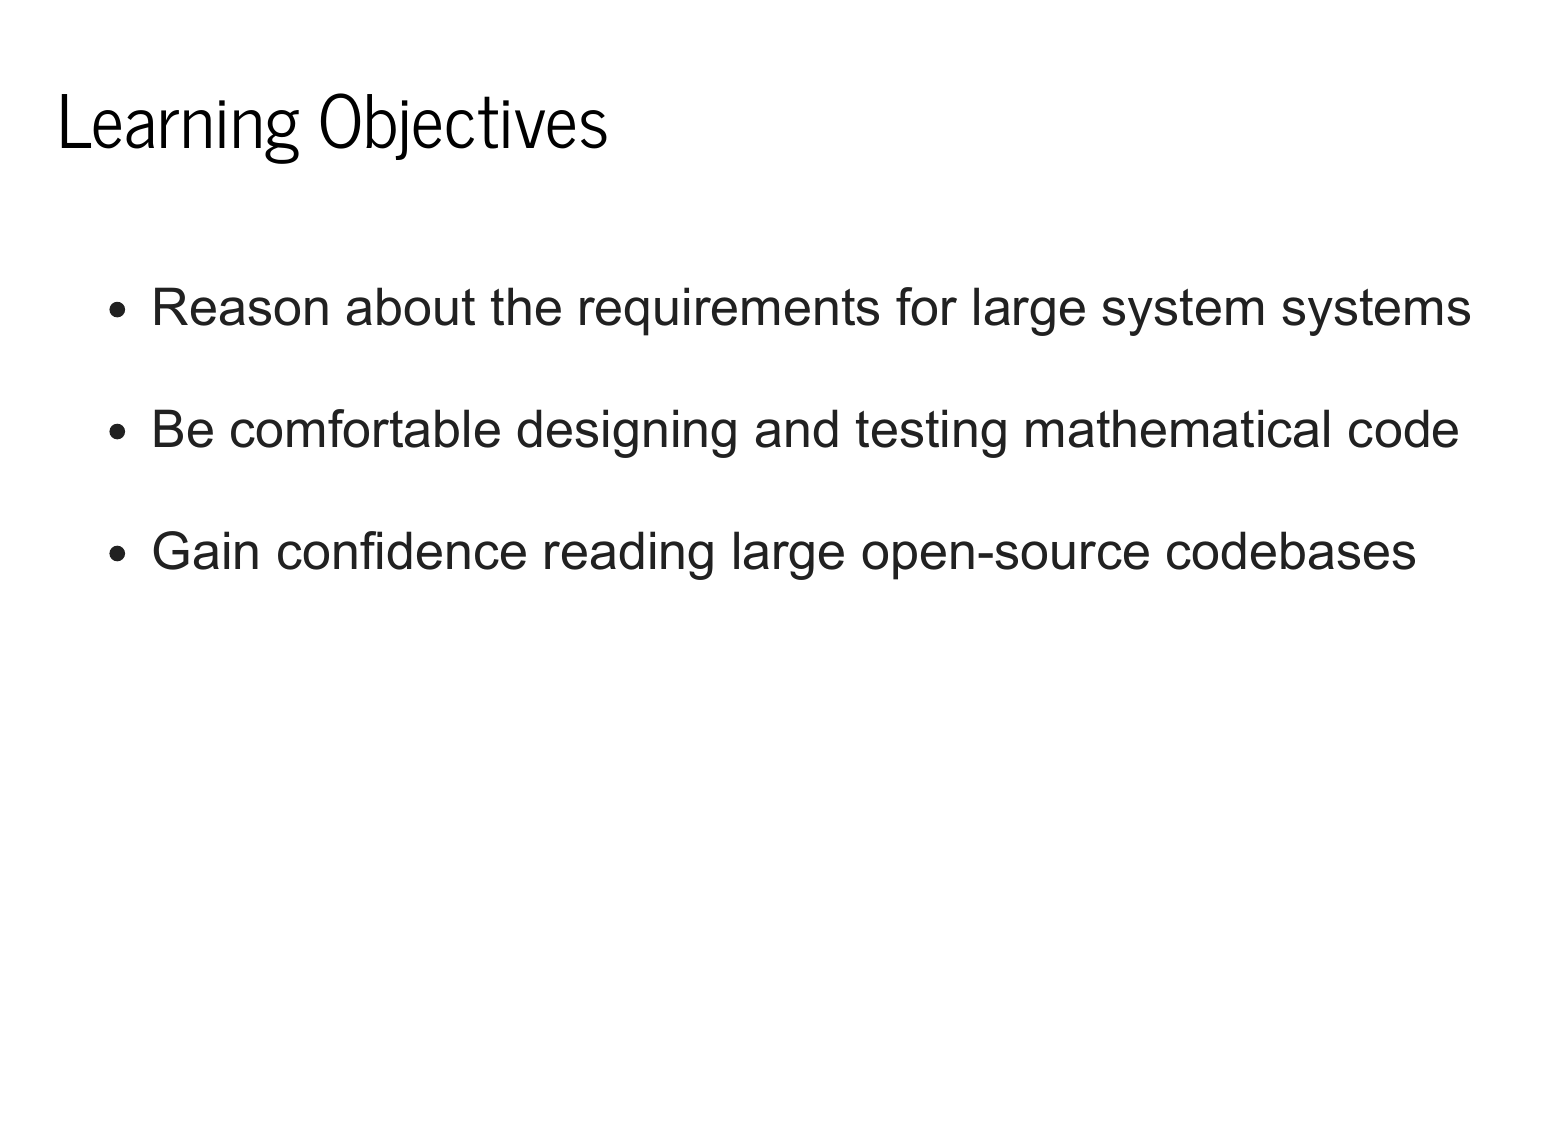 Learning Objectives
• Reason about the requirements for large system systems
• Be comfortable designing and testing mathematical code
• Gain confidence reading large open-source codebases